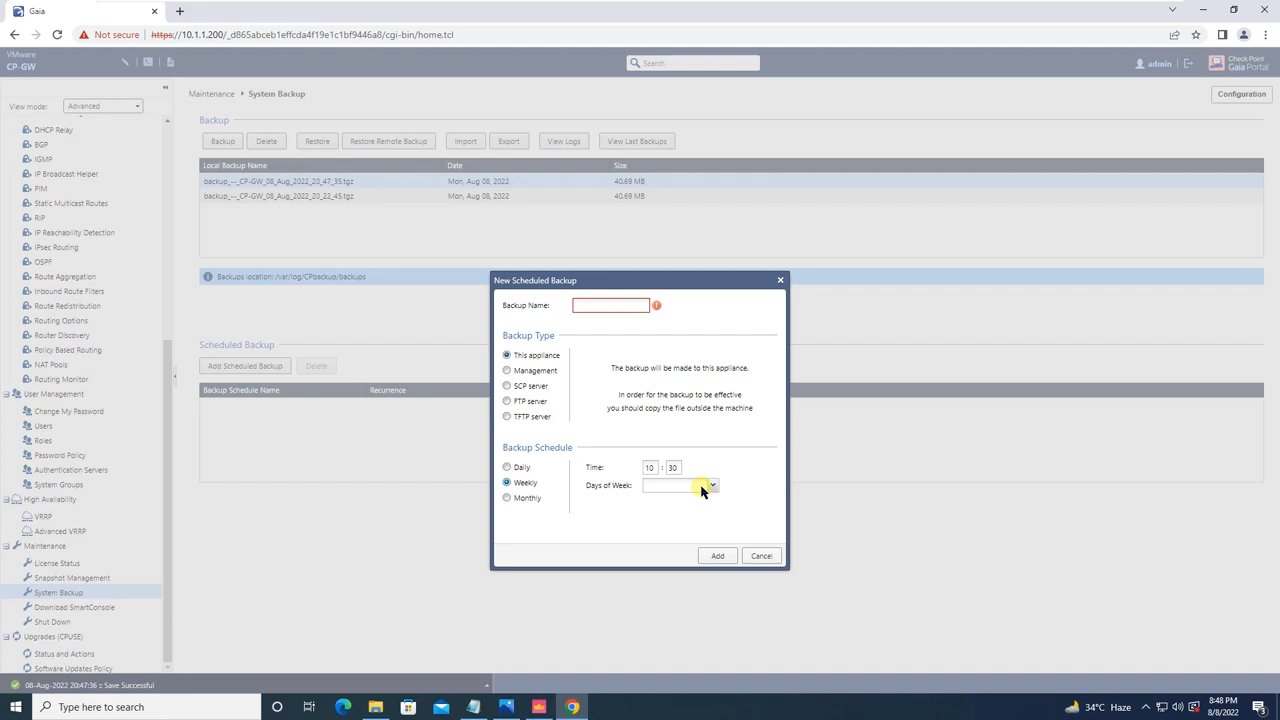 Gaia
Not secure
https://10.1.1.200/_d865abceb1effcda4f19e1c1bf9446a8/cgi-bin/home.tcl
VMware
CP-GW
Search
admin
Check Point
Gaia Portal
View mode:
Advanced
Maintenance
System Backup
Configuration
DHCP Relay
BGP
IGMP
IP Broadcast Helper
PIM
Static Multicast Routes
RIP
IP Reachability Detection
IPsec Routing
OSPF
Route Aggregation
Inbound Route Filters
Route Redistribution
Routing Options
Router Discovery
Policy Based Routing
NAT Pools
Routing Monitor
User Management
Change My Password
Users
Roles
Password Policy
Authentication Servers
System Groups
High Availability
VRRP
Advanced VRRP
Maintenance
License Status
Snapshot Management
System Backup
Download SmartConsole
Shut Down
Upgrades (CPUSE)
Status and Actions
Software Updates Policy
Backup
Backup
Delete
Restore
Restore Remote Backup
Import
Export
View Logs
View Last Backups
Local Backup Name
Date
Size
backup_--_CP-GW_08_Aug_2022_20_47_35.tgz
Mon, Aug 08, 2022
40.69 MB
backup_--_CP-GW_08_Aug_2022_20_22_45.tgz
Mon, Aug 08, 2022
40.69 MB
Backups location: /var/log/CPbackup/backups
Scheduled Backup
Add Scheduled Backup
Delete
Backup Schedule Name
Recurrence
New Scheduled Backup
Backup Name:
Backup Type
This appliance
Management
SCP server
FTP server
TFTP server
The backup will be made to this appliance.
In order for the backup to be effective
you should copy the file outside the machine
Backup Schedule
Daily
Weekly
Monthly
Time:
10 : 30
Days of Week:
Add
Cancel
08-Aug-2022 20:47:36 :: Save Successful
Type here to search
34°C Haze
8:48 PM
8/8/2022